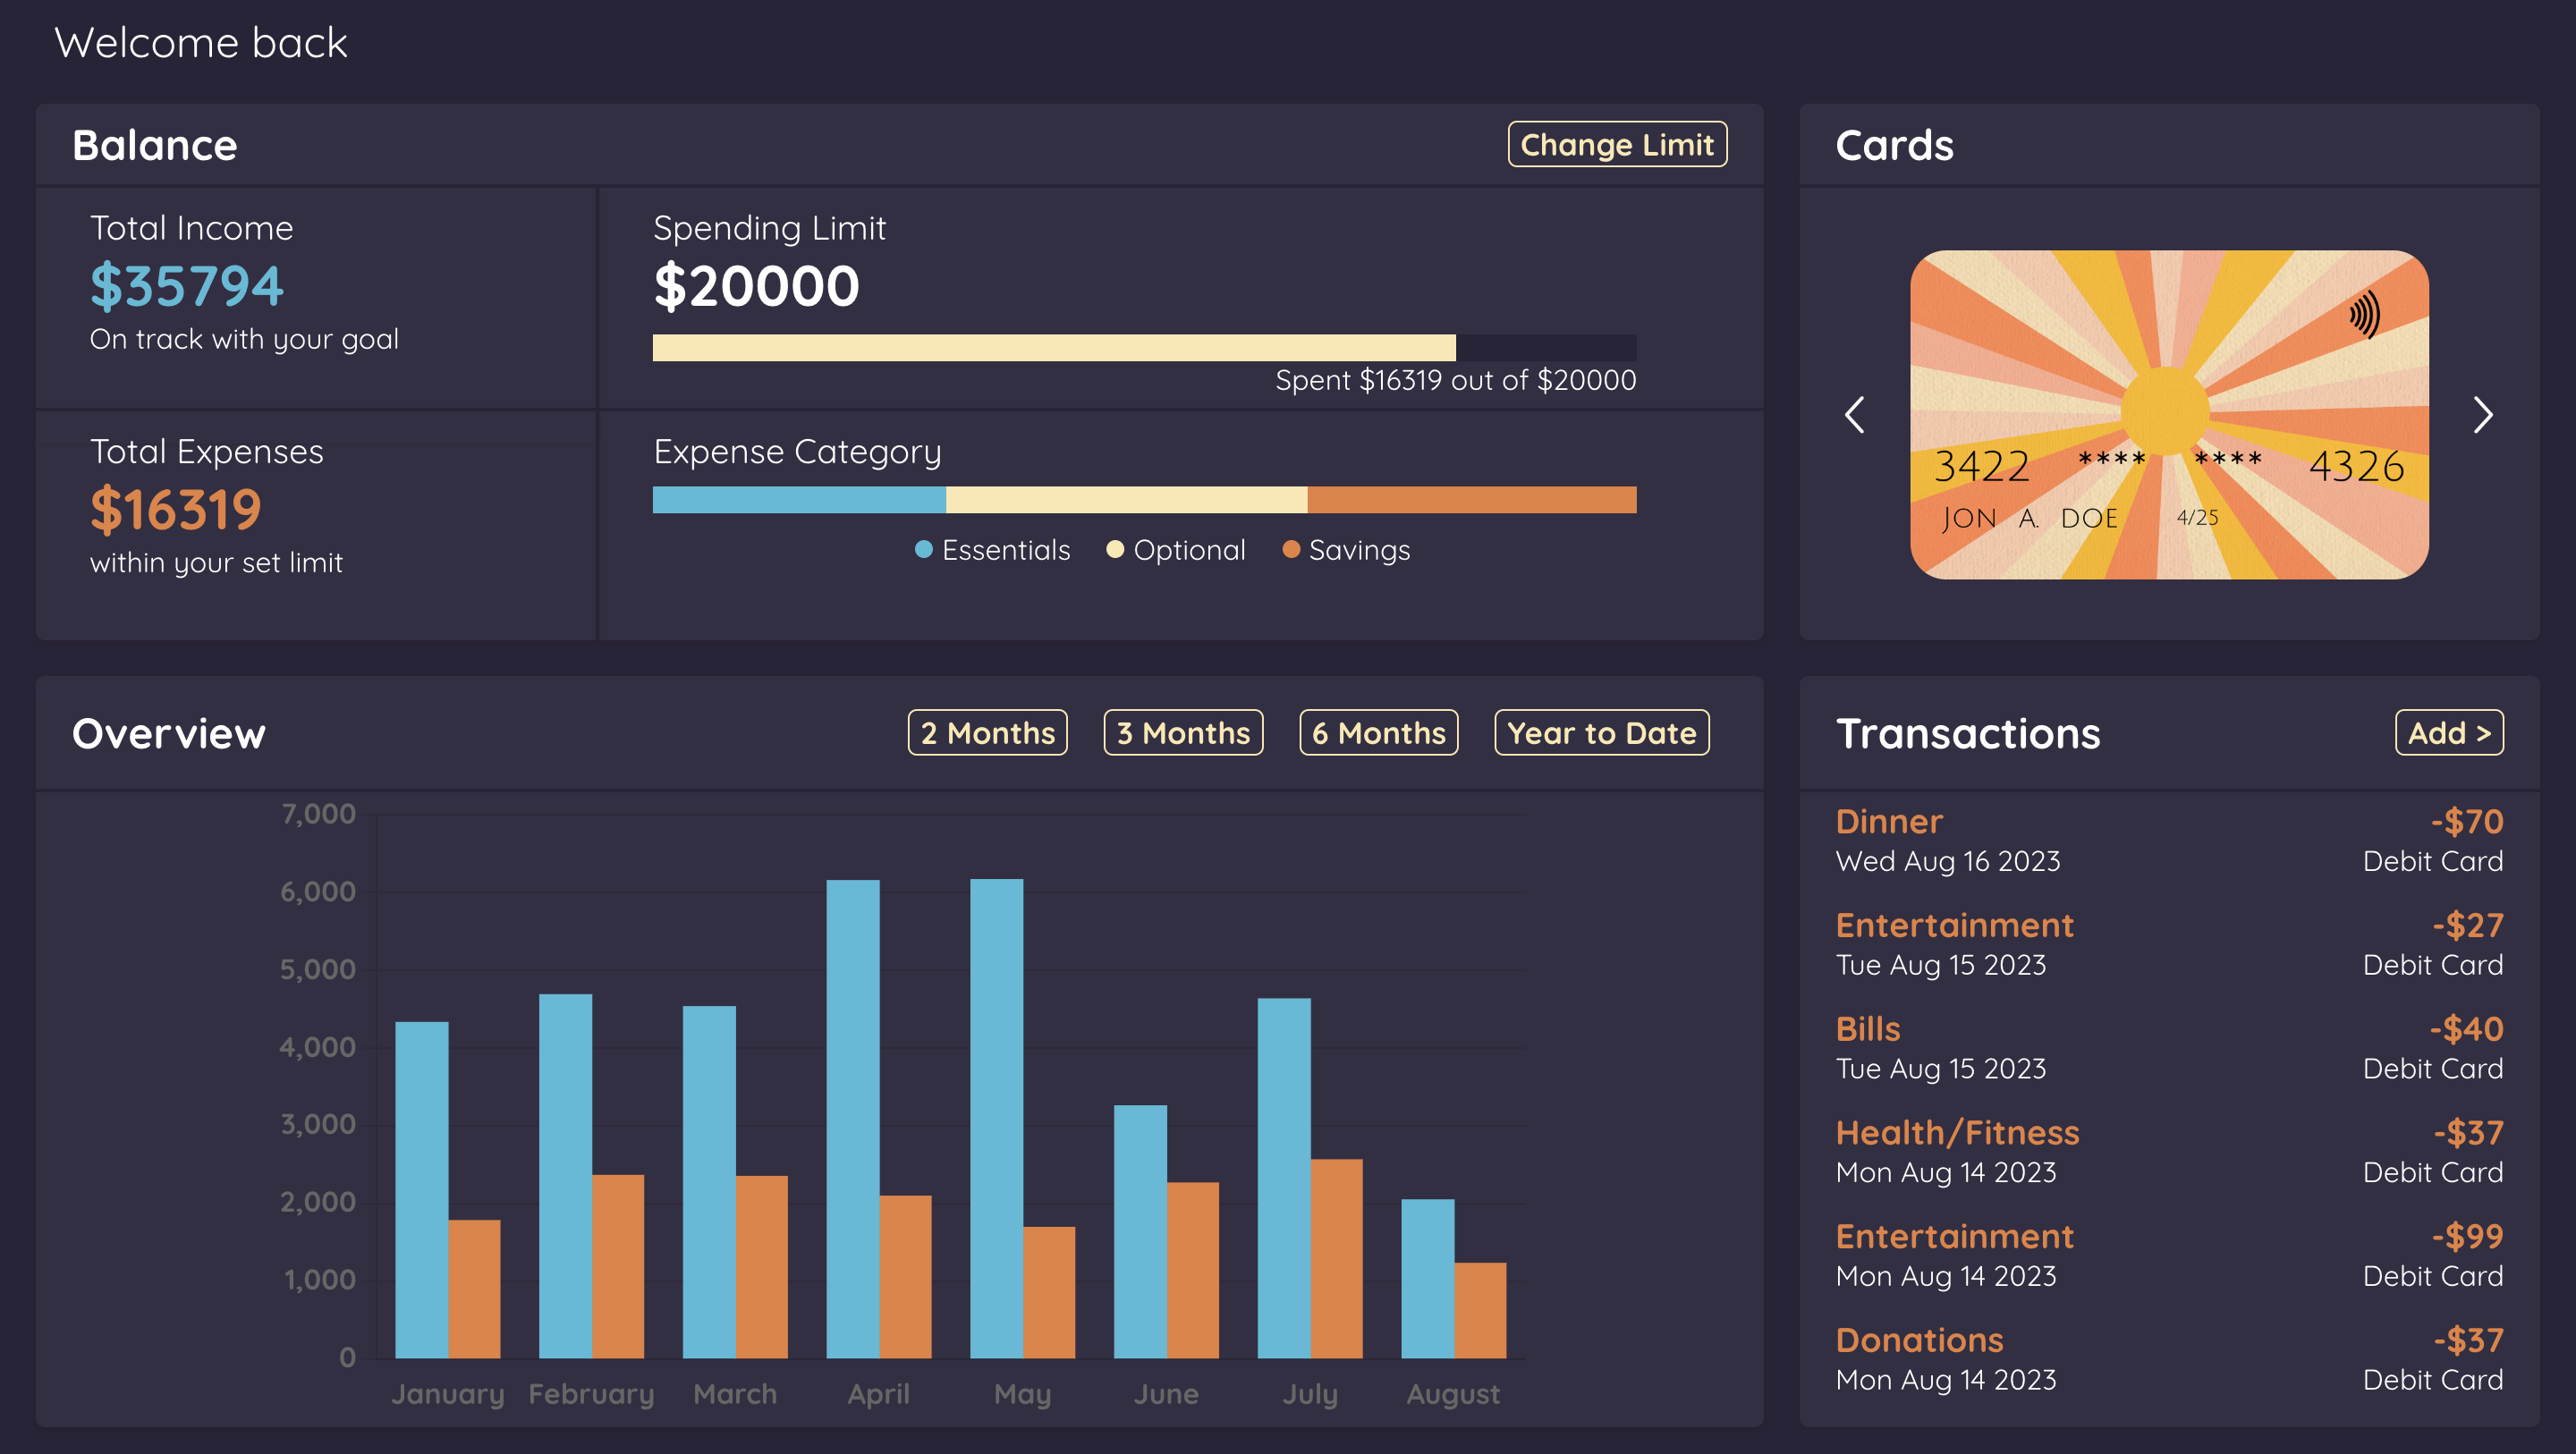 Welcome back
Balance
Change Limit
Total Income
$35794
On track with your goal
Spending Limit
$20000
Spent $16319 out of $20000
Total Expenses
$16319
within your set limit
Expense Category
Essentials
Optional
Savings
Cards
3422 **** **** 4326
JON A. DOE 4/25
Overview
2 Months
3 Months
6 Months
Year to Date
7,000
6,000
5,000
4,000
3,000
2,000
1,000
0
January February March April May June July August
Transactions
Add >
Dinner -$70
Wed Aug 16 2023 Debit Card
Entertainment -$27
Tue Aug 15 2023 Debit Card
Bills -$40
Tue Aug 15 2023 Debit Card
Health/Fitness -$37
Mon Aug 14 2023 Debit Card
Entertainment -$99
Mon Aug 14 2023 Debit Card
Donations -$37
Mon Aug 14 2023 Debit Card